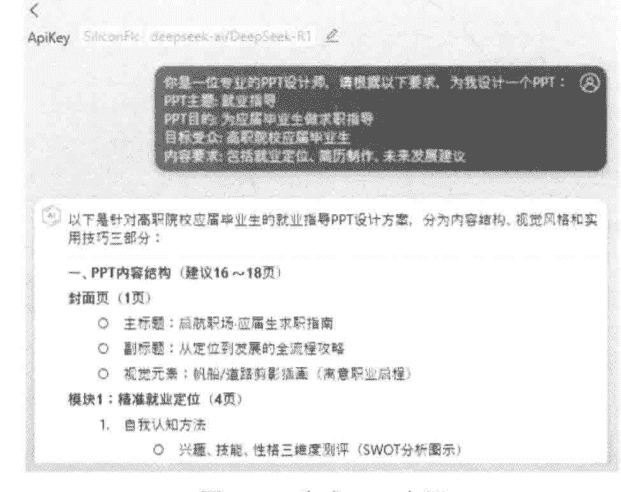 ApiKey SiliconFlc deepseek-ai/DeepSeek-R1
你是一位专业的PPT设计师，请根据以下要求，为我设计一个PPT：
PPT主题: 就业指导
PPT目的: 为应届毕业生做求职指导
目标受众: 高职院校应届毕业生
内容要求: 包括就业定位、简历制作、未来发展建议
以下是针对高职院校应届毕业生的就业指导PPT设计方案，分为内容结构、视觉风格和实
用技巧三部分：
一、PPT内容结构（建议16～18页）
封面页（1页）
主标题：启航职场·应届生求职指南
副标题：从定位到发展的全流程攻略
视觉元素：帆船/道路剪影插画（寓意职业启程）
模块1：精准就业定位（4页）
1. 自我认知方法
兴趣、技能、性格三维度测评（SWOT分析图示）